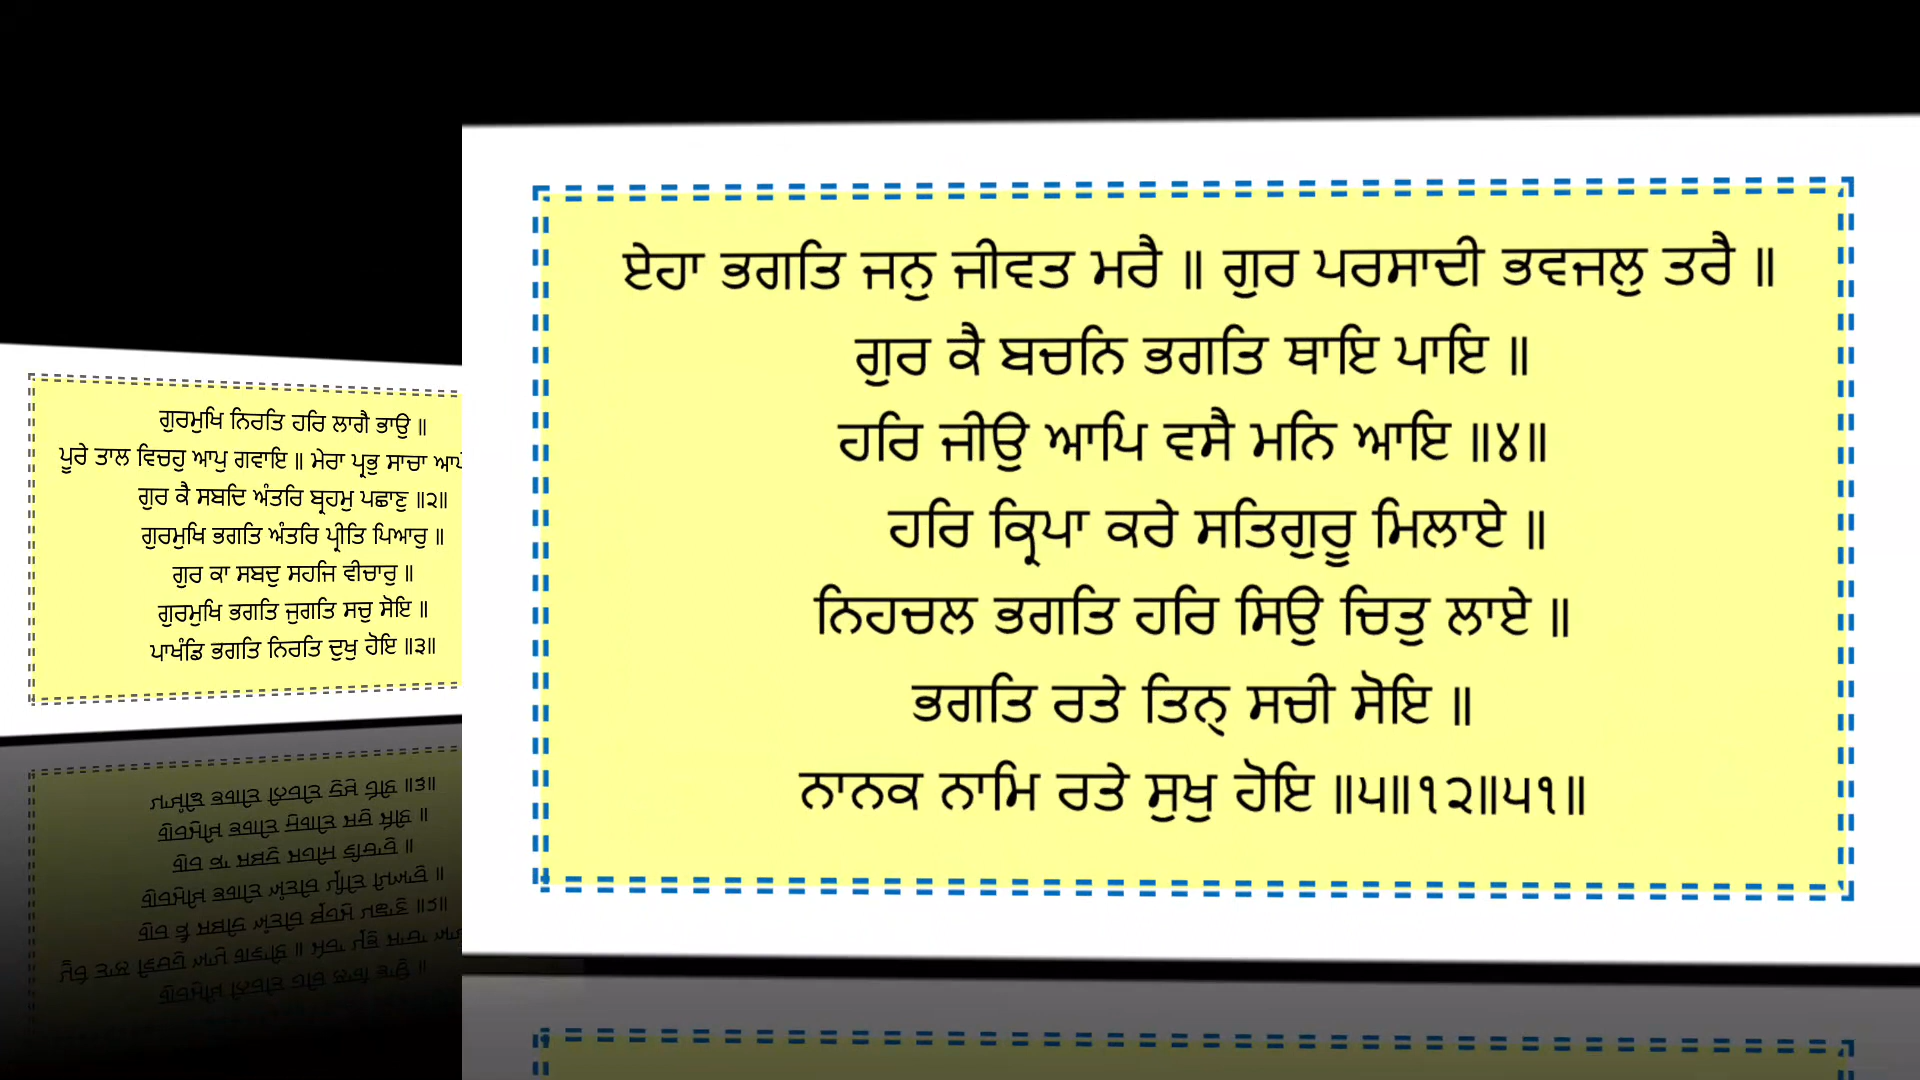 ਗੁਰਮੁਖਿ ਨਿਰਤਿ ਹਰਿ ਲਾਗੈ ਭਾਉ ॥
ਪੂਰੇ ਤਾਲ ਵਿਚਹੁ ਆਪੁ ਗਵਾਇ ॥ ਮੇਰਾ ਪ੍ਰਭੁ ਸਾਚਾ
ਗੁਰ ਕੈ ਸਬਦਿ ਅੰਤਰਿ ਬ੍ਰਹਮੁ ਪਛਾਣੁ ॥੨॥
ਗੁਰਮੁਖਿ ਭਗਤਿ ਅੰਤਰਿ ਪ੍ਰੀਤਿ ਪਿਆਰੁ ॥
ਗੁਰ ਕਾ ਸਬਦੁ ਸਹਜਿ ਵੀਚਾਰੁ ॥
ਗੁਰਮੁਖਿ ਭਗਤਿ ਜੁਗਤਿ ਸਚੁ ਸੋਇ ॥
ਪਾਖੰਡਿ ਭਗਤਿ ਨਿਰਤਿ ਦੁਖੁ ਹੋਇ ॥੩॥
ਏਹਾ ਭਗਤਿ ਜਨੁ ਜੀਵਤ ਮਰੈ ॥ ਗੁਰ ਪਰਸਾਦੀ ਭਵਜਲੁ ਤਰੈ ॥
ਗੁਰ ਕੈ ਬਚਨਿ ਭਗਤਿ ਥਾਇ ਪਾਇ ॥
ਹਰਿ ਜੀਉ ਆਪਿ ਵਸੈ ਮਨਿ ਆਇ ॥੪॥
ਹਰਿ ਕ੍ਰਿਪਾ ਕਰੇ ਸਤਿਗੁਰੂ ਮਿਲਾਏ ॥
ਨਿਹਚਲ ਭਗਤਿ ਹਰਿ ਸਿਉ ਚਿਤੁ ਲਾਏ ॥
ਭਗਤਿ ਰਤੇ ਤਿਨ੍ ਸਚੀ ਸੋਇ ॥
ਨਾਨਕ ਨਾਮਿ ਰਤੇ ਸੁਖੁ ਹੋਇ ॥੫॥੧੨॥੫੧॥